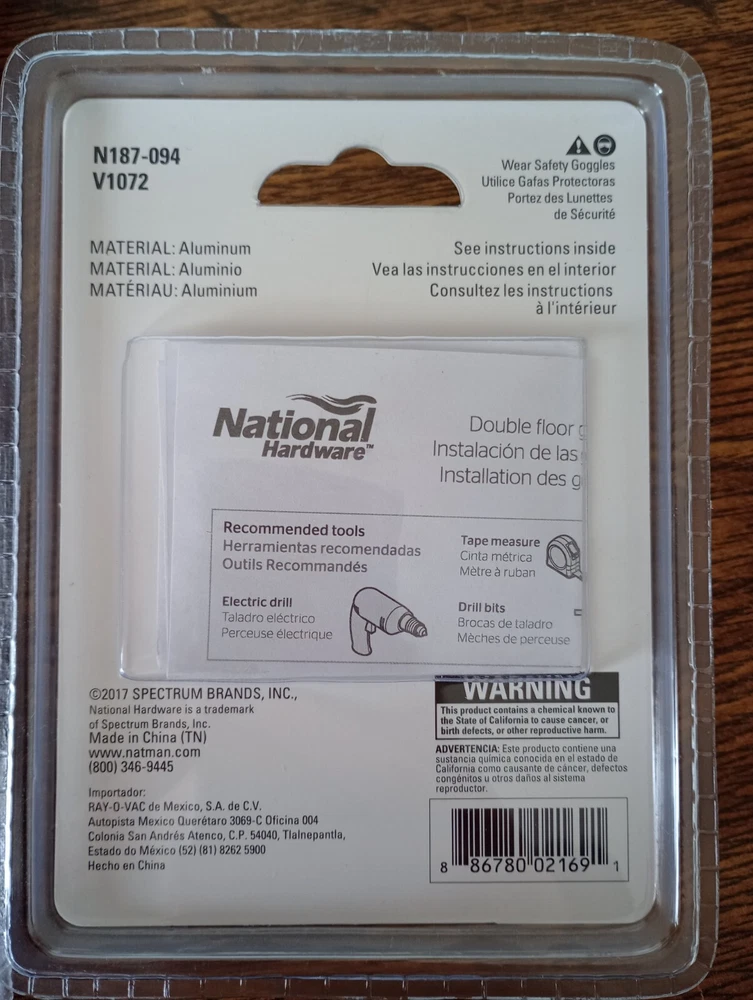 N187-094
V1072
Wear Safety Goggles
Utilice Gafas Protectoras
Portez des Lunettes
de Sécurité
MATERIAL: Aluminum
MATERIAL: Aluminio
MATÉRIAU: Aluminium
See instructions inside
Vea las instrucciones en el interior
Consultez les instructions
à l'intérieur
National
Hardware™
Double floor
Instalación de las
Installation des
Recommended tools
Herramientas recomendadas
Outils Recommandés
Tape measure
Cinta métrica
Mètre à ruban
Electric drill
Taladro eléctrico
Perceuse électrique
Drill bits
Brocas de taladro
Mèches de perceuse
©2017 SPECTRUM BRANDS, INC.,
National Hardware is a trademark
of Spectrum Brands, Inc.
Made in China (TN)
www.natman.com
(800) 346-9445
Importador:
RAY-O-VAC de Mexico, S.A. de C.V.
Autopista Mexico Querétaro 3069-C Oficina 004
Colonia San Andrés Atenco, C.P. 54040, Tlalnepantla,
Estado do México (52) (81) 8262 5900
Hecho en China
WARNING
This product contains a chemical known to
the State of California to cause cancer, or
birth defects, or other reproductive harm.
ADVERTENCIA: Este producto contiene una
sustancia química conocida en el estado de
California como causante de cáncer, defectos
congénitos u otros daños al sistema
reproductor.
8 86780 02169 1